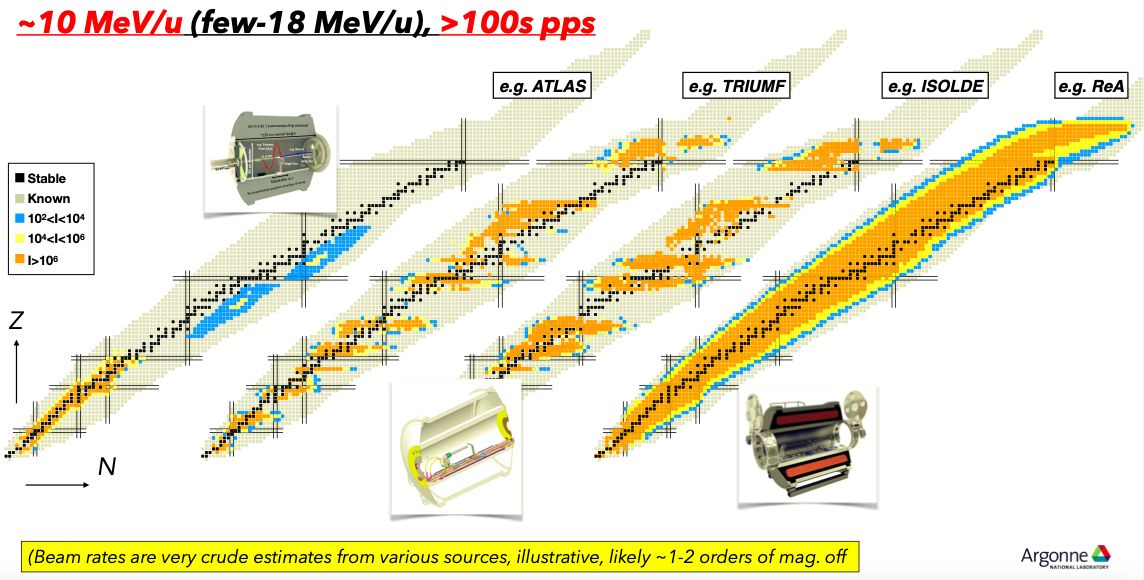 ~10 MeV/u (few-18 MeV/u), >100s pps
e.g. ATLAS
e.g. TRIUMF
e.g. ISOLDE
e.g. ReA
Stable
Known
10²<I<10⁴
10⁴<I<10⁶
I>10⁶
Z
N
(Beam rates are very crude estimates from various sources, illustrative, likely ~1-2 orders of mag. off
Argonne
NATIONAL LABORATORY